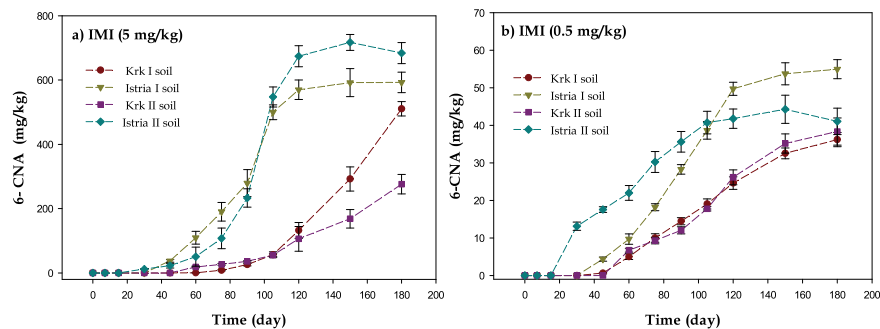 a) IMI (5 mg/kg)
Krk I soil
Istria I soil
Krk II soil
Istria II soil
6- CNA (mg/kg)
800
600
400
200
0
0 20 40 60 80 100 120 140 160 180 200
Time (day)
b) IMI (0.5 mg/kg)
Krk I soil
Istria I soil
Krk II soil
Istria II soil
6-CNA (mg/kg)
70
60
50
40
30
20
10
0
0 20 40 60 80 100 120 140 160 180 200
Time (day)